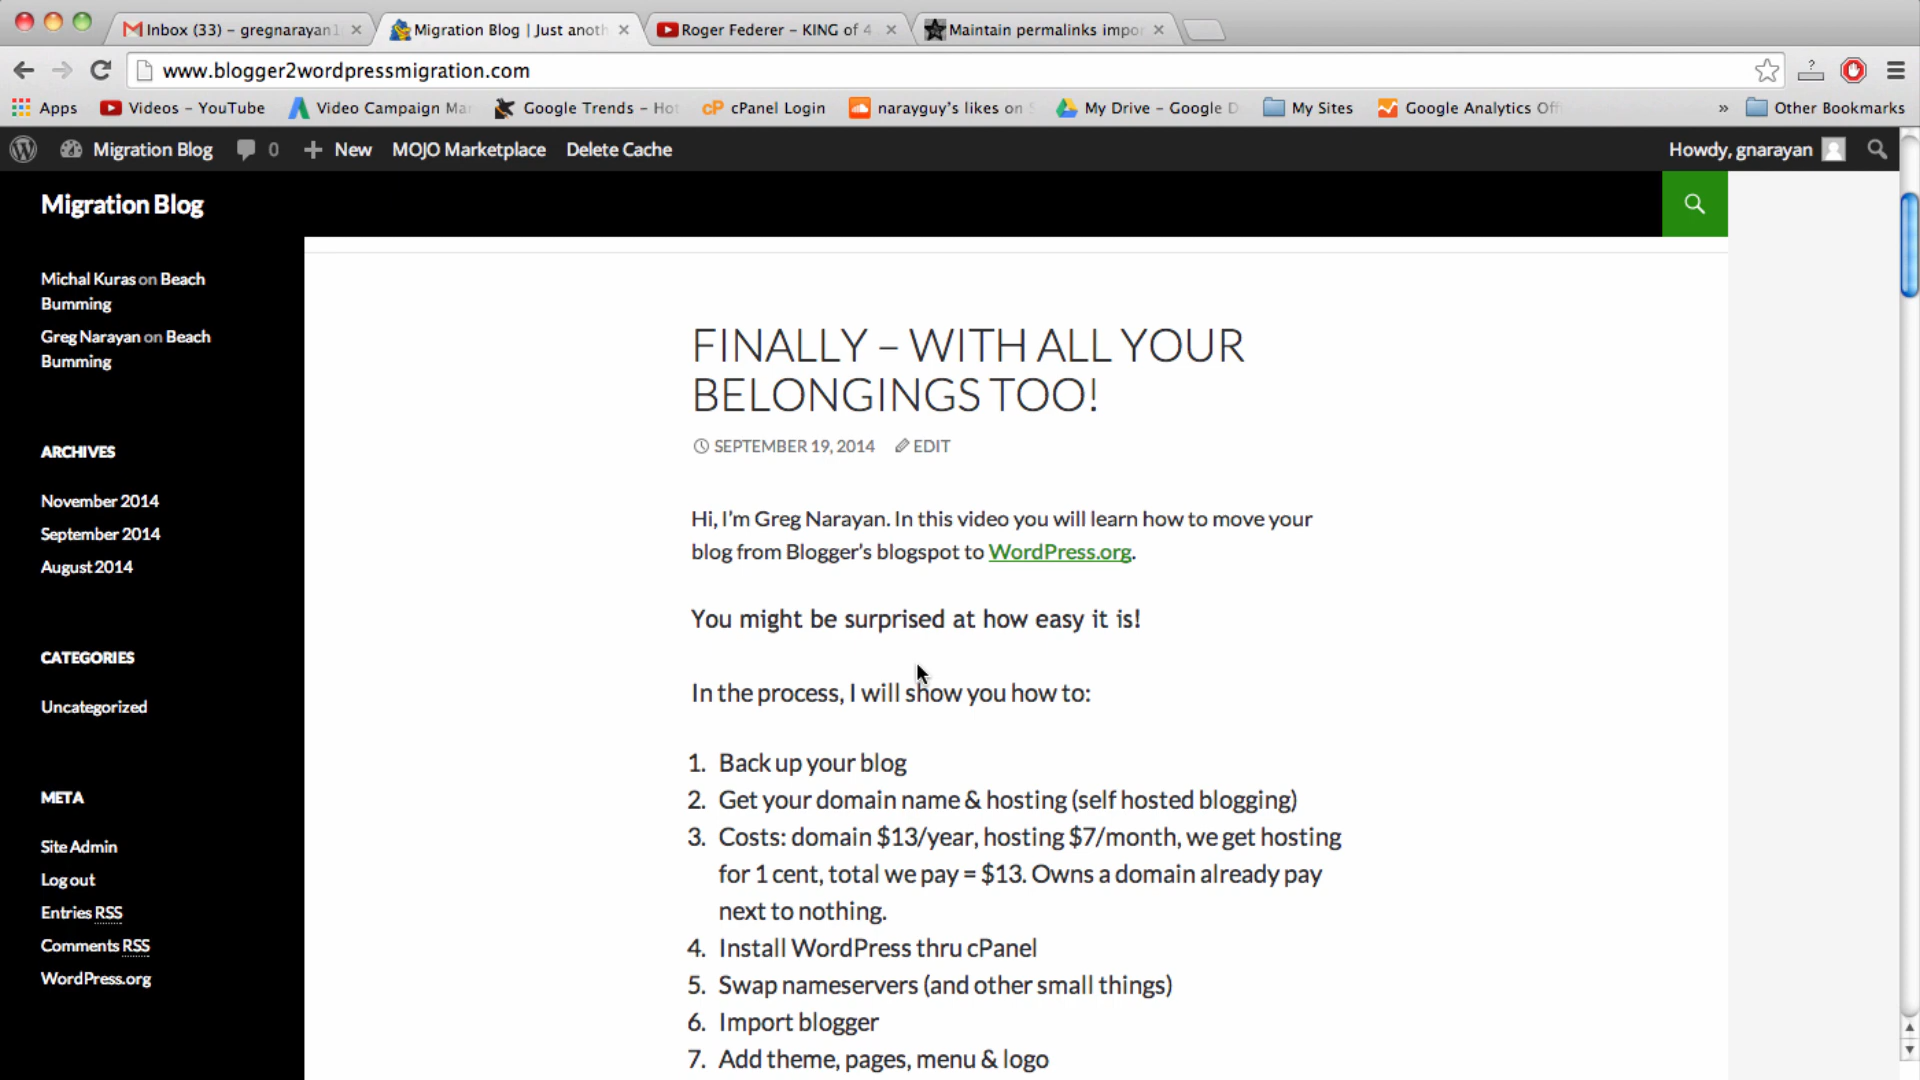 Inbox (33) – gregnarayan1
Migration Blog | Just anoth
Roger Federer – KING of 4
Maintain permalinks impo
www.blogger2wordpressmigration.com
Apps
Videos – YouTube
Video Campaign Ma
Google Trends – Hot
cP cPanel Login
narayguy's likes on S
My Drive – Google D
My Sites
Google Analytics Offi
»
Other Bookmarks
Migration Blog
0
New
MOJO Marketplace
Delete Cache
Howdy, gnarayan
Migration Blog
Michal Kuras on Beach
Bumming
Greg Narayan on Beach
Bumming
ARCHIVES
November 2014
September 2014
August 2014
CATEGORIES
Uncategorized
META
Site Admin
Log out
Entries RSS
Comments RSS
WordPress.org
FINALLY – WITH ALL YOUR
BELONGINGS TOO!
SEPTEMBER 19, 2014
EDIT
Hi, I'm Greg Narayan. In this video you will learn how to move your
blog from Blogger's blogspot to WordPress.org.
You might be surprised at how easy it is!
In the process, I will show you how to:
1. Back up your blog
2. Get your domain name & hosting (self hosted blogging)
3. Costs: domain $13/year, hosting $7/month, we get hosting
for 1 cent, total we pay = $13. Owns a domain already pay
next to nothing.
4. Install WordPress thru cPanel
5. Swap nameservers (and other small things)
6. Import blogger
7. Add theme, pages, menu & logo